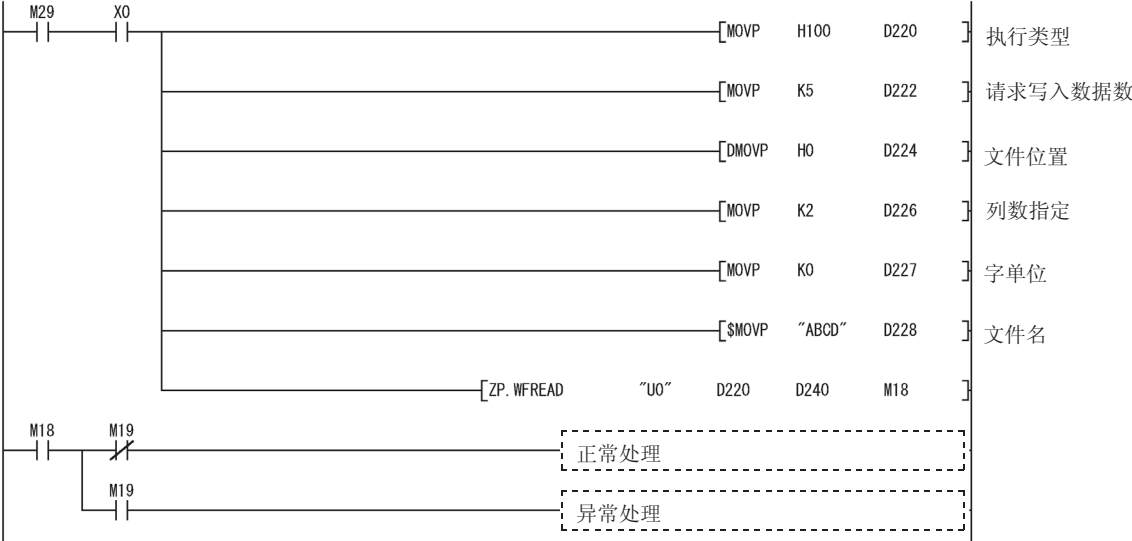 M29 X0
MOVP H100 D220 执行类型
MOVP K5 D222 请求写入数据数
DMOVP H0 D224 文件位置
MOVP K2 D226 列数指定
MOVP K0 D227 字单位
$MOVP "ABCD" D228 文件名
ZP.WFREAD "U0" D220 D240 M18
M18 M19
正常处理
M19
异常处理